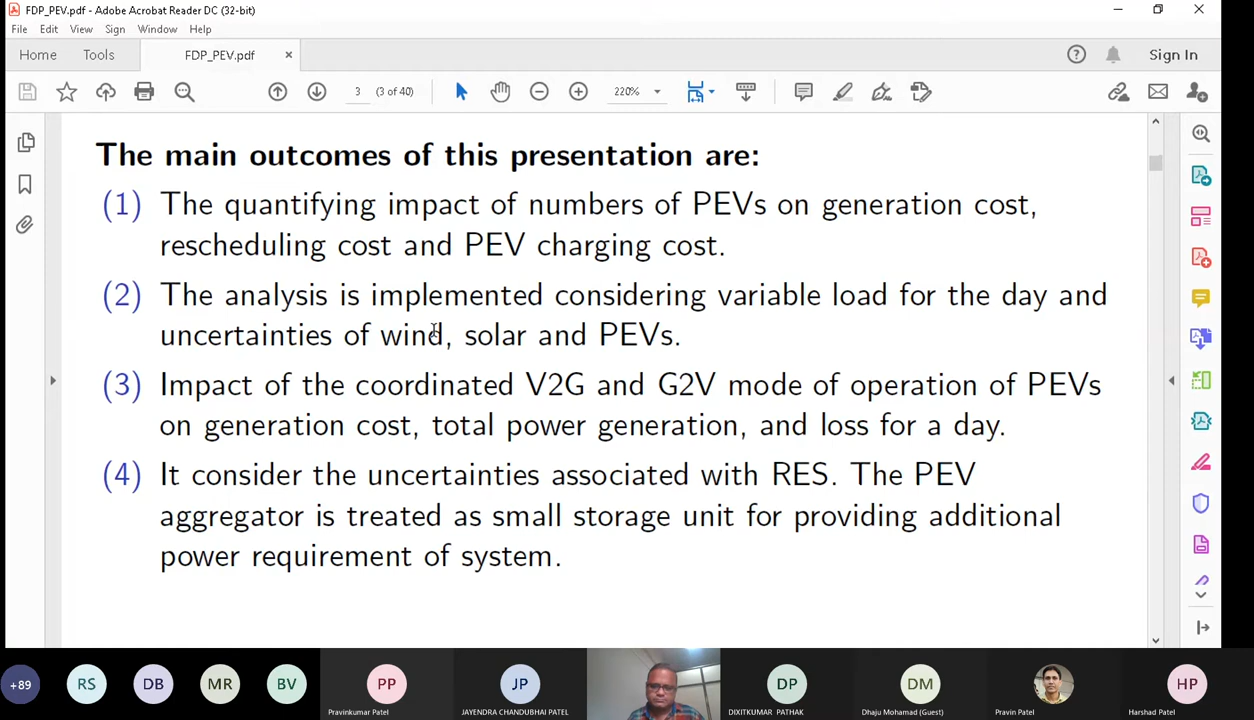 FDP_PEV.pdf - Adobe Acrobat Reader DC (32-bit)
File Edit View Sign Window Help
Home Tools FDP_PEV.pdf × Sign In
3 (3 of 40) 220%
The main outcomes of this presentation are:
(1) The quantifying impact of numbers of PEVs on generation cost,
rescheduling cost and PEV charging cost.
(2) The analysis is implemented considering variable load for the day and
uncertainties of wind, solar and PEVs.
(3) Impact of the coordinated V2G and G2V mode of operation of PEVs
on generation cost, total power generation, and loss for a day.
(4) It consider the uncertainties associated with RES. The PEV
aggregator is treated as small storage unit for providing additional
power requirement of system.
+89 RS DB MR BV PP JP DP DM HP
Pravinkumar Patel JAYENDRA CHANDUBHAI PATEL DIXITKUMAR PATHAK Dhaju Mohamad (Guest) Pravin Patel Harshad Patel